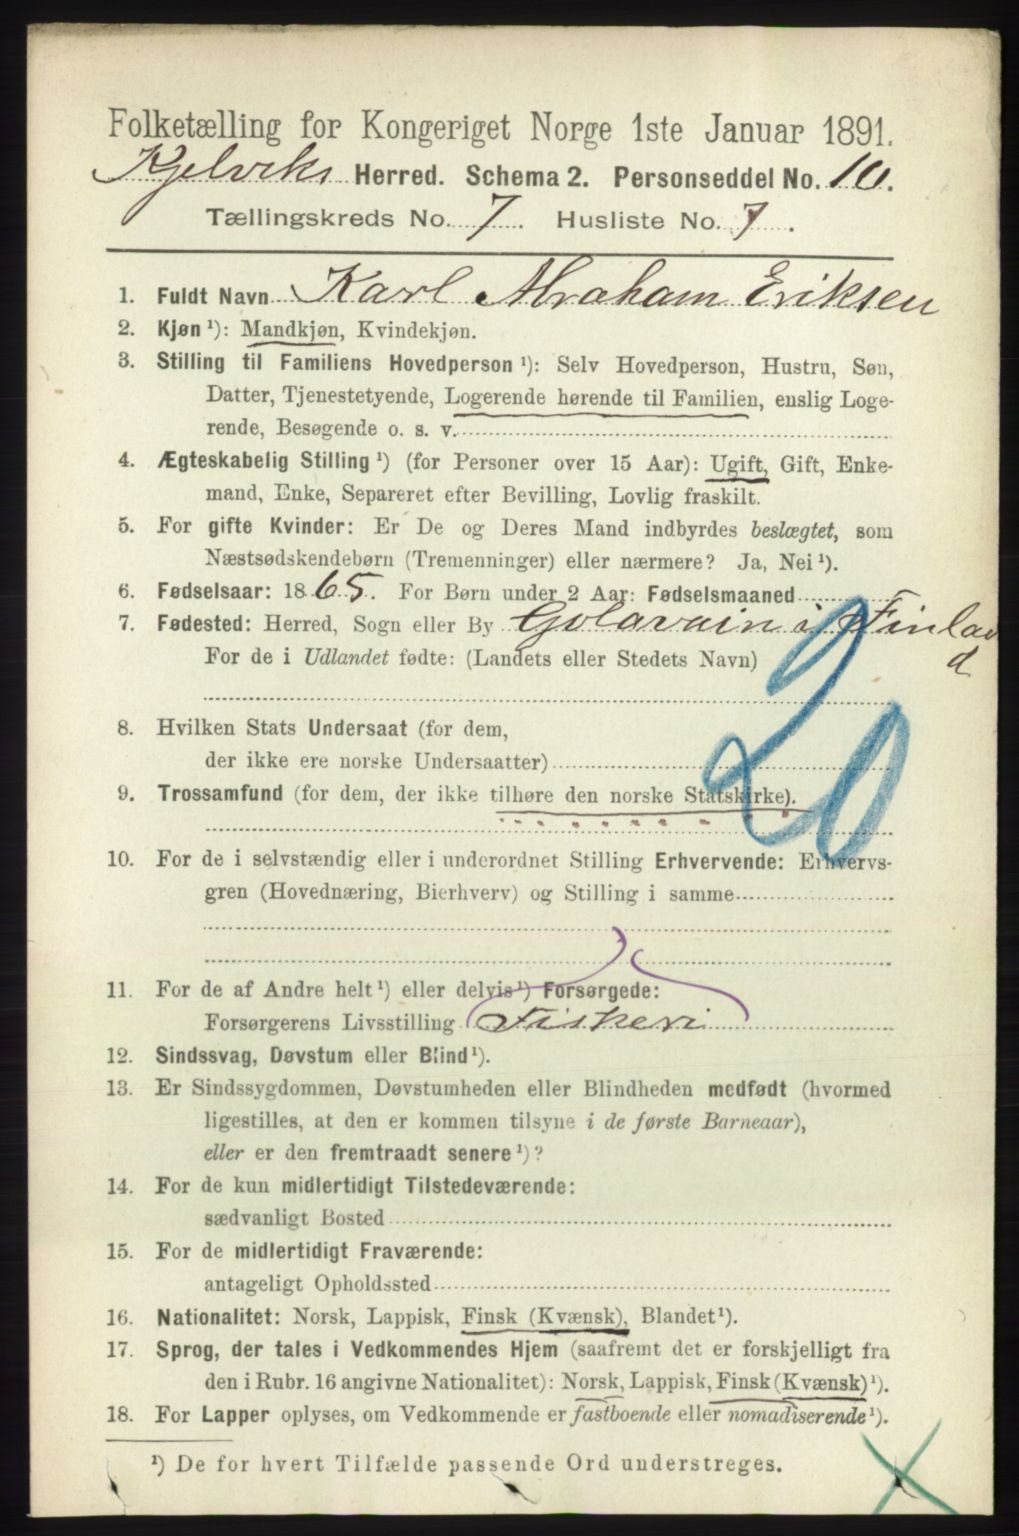 Folketælling for Kongeriget Norge 1ste Januar 1891.
Kjelviks Herred. Schema 2. Personseddel No. 10.
Tællingskreds No. 7. Husliste No. 7.
1. Fuldt Navn Karl Abraham Eriksen
2. Kjøn ¹): Mandkjøn, Kvindekjøn.
3. Stilling til Familiens Hovedperson ¹): Selv Hovedperson, Hustru, Søn,
Datter, Tjenestetyende, Logerende hørende til Familien, enslig Loge-
rende, Besøgende o. s. v.
4. Ægteskabelig Stilling ¹) (for Personer over 15 Aar): Ugift, Gift, Enke-
mand, Enke, Separeret efter Bevilling, Lovlig fraskilt.
5. For gifte Kvinder: Er De og Deres Mand indbyrdes beslægtet, som
Næstsødskendebørn (Tremenninger) eller nærmere? Ja, Nei ¹).
6. Fødselsaar: 1865. For Børn under 2 Aar: Fødselsmaaned
7. Fødested: Herred, Sogn eller By Golavain i Finlan
d
For de i Udlandet fødte: (Landets eller Stedets Navn)
20
8. Hvilken Stats Undersaat (for dem,
der ikke ere norske Undersaatter)
9. Trossamfund (for dem, der ikke tilhøre den norske Statskirke).
10. For de i selvstændig eller i underordnet Stilling Erhvervende: Erhvervs-
gren (Hovednæring, Bierhverv) og Stilling i samme
11. For de af Andre helt ¹) eller delvis ¹) Forsørgede:
Forsørgerens Livsstilling (Fiskeri)
12. Sindssvag, Døvstum eller Blind ¹).
13. Er Sindssygdommen, Døvstumheden eller Blindheden medfødt (hvormed
ligestilles, at den er kommen tilsyne i de første Barneaar),
eller er den fremtraadt senere ¹)?
14. For de kun midlertidigt Tilstedeværende:
sædvanligt Bosted
15. For de midlertidigt Fraværende:
antageligt Opholdssted
16. Nationalitet: Norsk, Lappisk, Finsk (Kvænsk), Blandet ¹).
17. Sprog, der tales i Vedkommendes Hjem (saafremt det er forskjelligt fra
den i Rubr. 16 angivne Nationalitet): Norsk, Lappisk, Finsk (Kvænsk) ¹).
18. For Lapper oplyses, om Vedkommende er fastboende eller nomadiserende ¹).
¹) De for hvert Tilfælde passende Ord understreges.